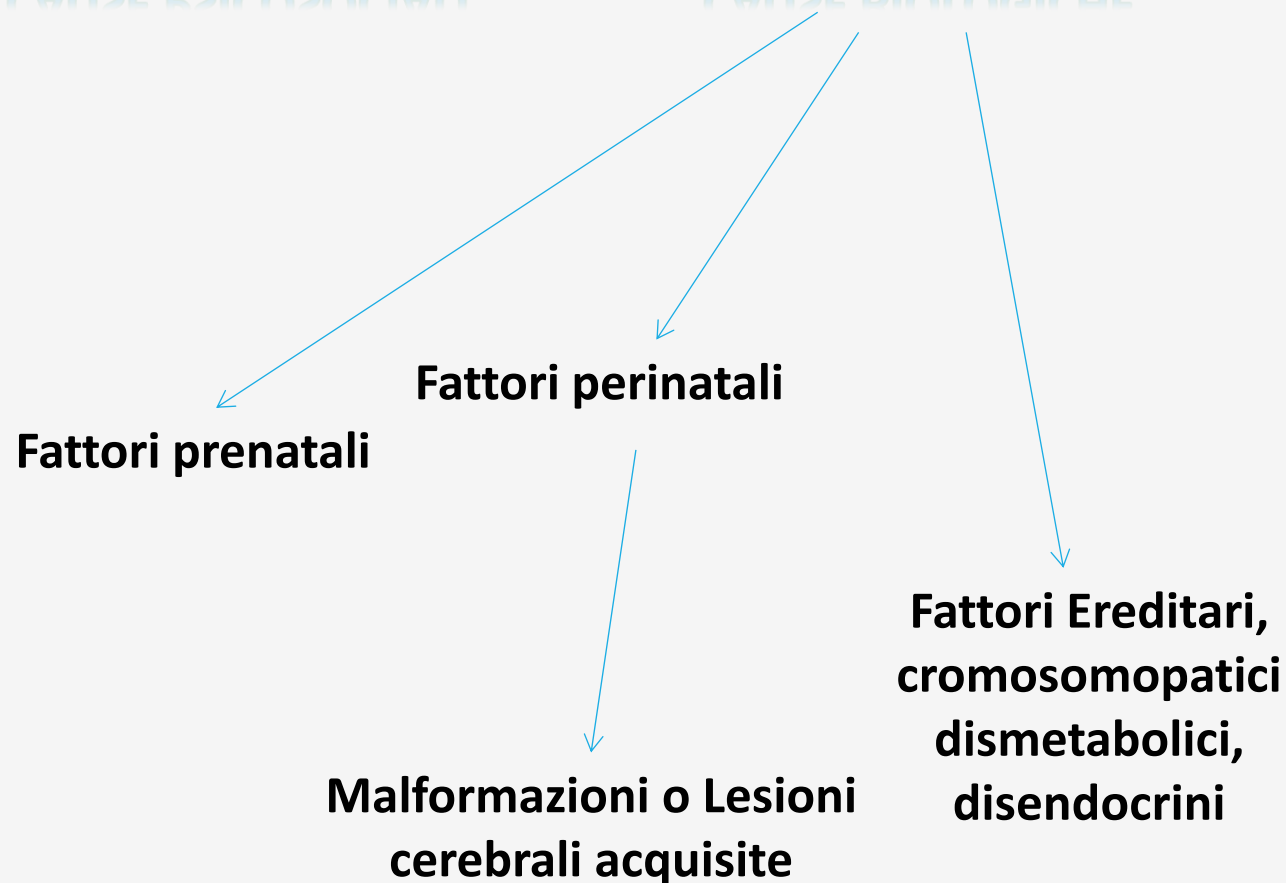 Fattori perinatali
Fattori prenatali
Fattori Ereditari,
cromosomopatici
dismetabolici,
disendocrini
Malformazioni o Lesioni
cerebrali acquisite